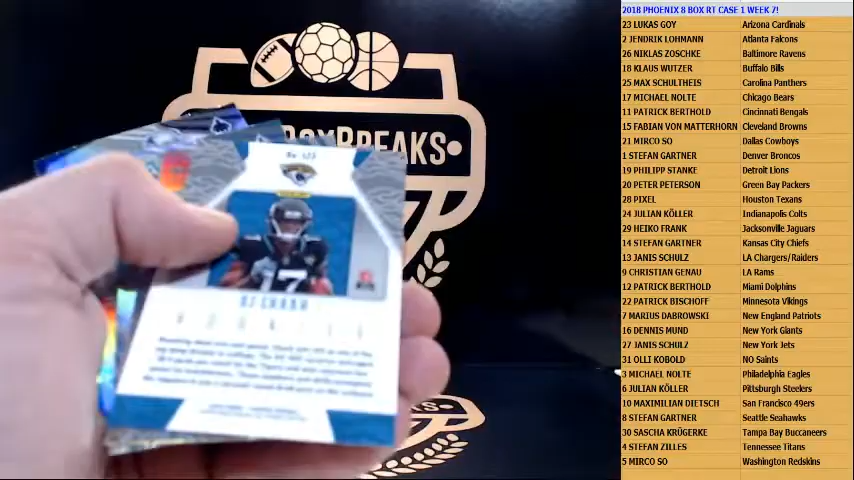 2018 PHOENIX 8 BOX RT CASE 1 WEEK 7!
23 LUKAS GOY Arizona Cardinals
2 JENDRIK LOHMANN Atlanta Falcons
26 NIKLAS ZOSCHKE Baltimore Ravens
18 KLAUS WUTZER Buffalo Bills
25 MAX SCHULTHEIS Carolina Panthers
17 MICHAEL NOLTE Chicago Bears
11 PATRICK BERTHOLD Cincinnati Bengals
15 FABIAN VON MATTERHORN Cleveland Browns
21 MIRCO SO Dallas Cowboys
1 STEFAN GARTNER Denver Broncos
19 PHILIPP STANKE Detroit Lions
20 PETER PETERSON Green Bay Packers
28 PIXEL Houston Texans
24 JULIAN KÖLLER Indianapolis Colts
29 HEIKO FRANK Jacksonville Jaguars
14 STEFAN GARTNER Kansas City Chiefs
13 JANIS SCHULZ LA Chargers/Raiders
9 CHRISTIAN GENAU LA Rams
12 PATRICK BERTHOLD Miami Dolphins
22 PATRICK BISCHOFF Minnesota Vikings
7 MARIUS DABROWSKI New England Patriots
16 DENNIS MUND New York Giants
27 JANIS SCHULZ New York Jets
31 OLLI KOBOLD NO Saints
3 MICHAEL NOLTE Philadelphia Eagles
6 JULIAN KÖLLER Pittsburgh Steelers
10 MAXIMILIAN DIETSCH San Francisco 49ers
8 STEFAN GARTNER Seattle Seahawks
30 SASCHA KRÜGERKE Tampa Bay Buccaneers
4 STEFAN ZILLES Tennessee Titans
5 MIRCO SO Washington Redskins
BREAKS
17
DJ CHARK